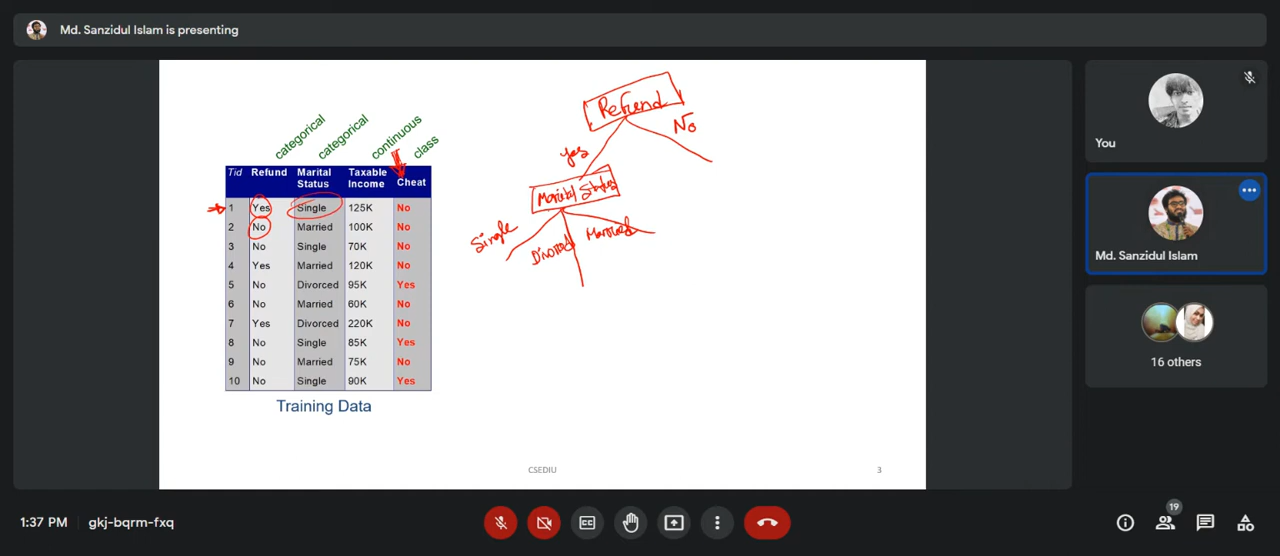 Md. Sanzidul Islam is presenting
categorical
categorical
continuous
class
Tid Refund Marital Status Taxable Income Cheat
1 Yes Single 125K No
2 No Married 100K No
3 No Single 70K No
4 Yes Married 120K No
5 No Divorced 95K Yes
6 No Married 60K No
7 Yes Divorced 220K No
8 No Single 85K Yes
9 No Married 75K No
10 No Single 90K Yes
Training Data
Refund
Yes
No
Marital Status
Single
Divorced
Married
CSEDIU
3
You
Md. Sanzidul Islam
16 others
1:37 PM
gkj-bqrm-fxq
CC
19